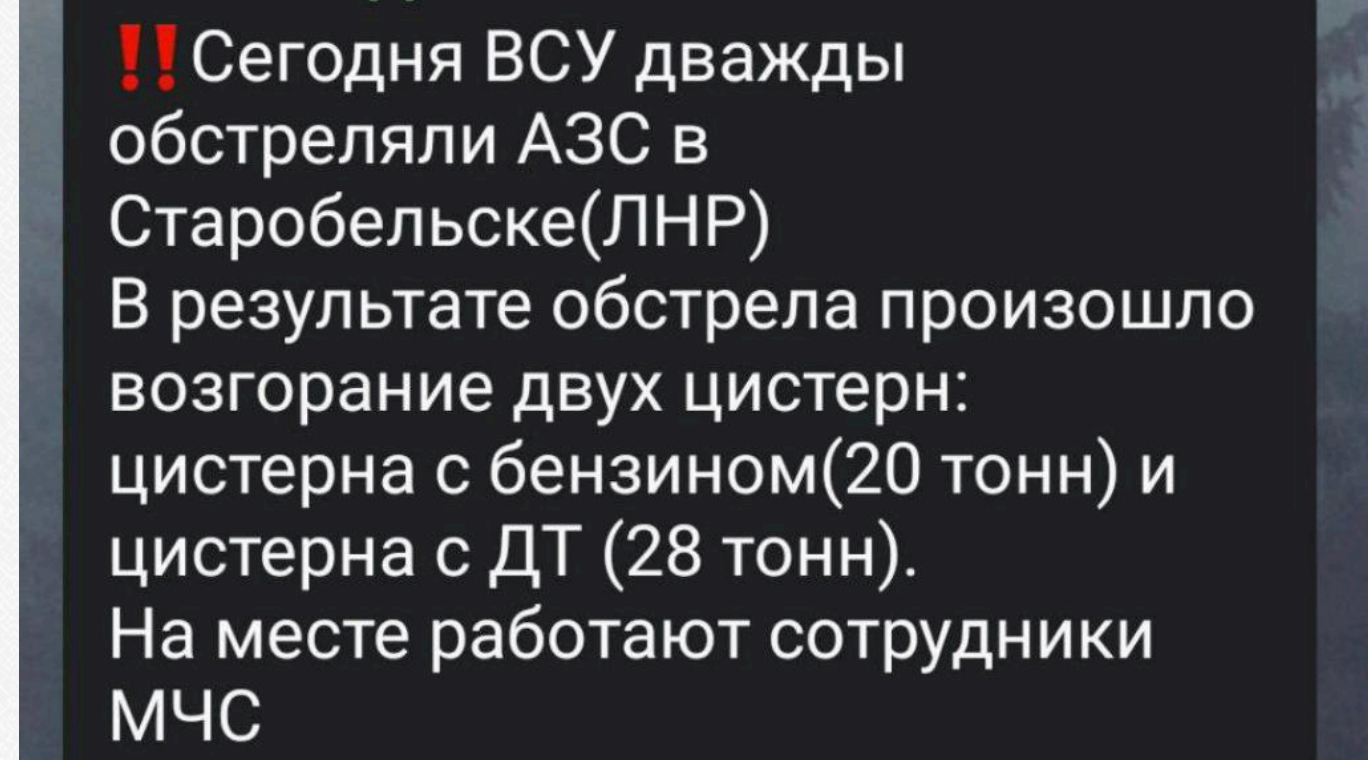 ‼️Сегодня ВСУ дважды
обстреляли АЗС в
Старобельске(ЛНР)
В результате обстрела произошло
возгорание двух цистерн:
цистерна с бензином(20 тонн) и
цистерна с ДТ (28 тонн).
На месте работают сотрудники
МЧС